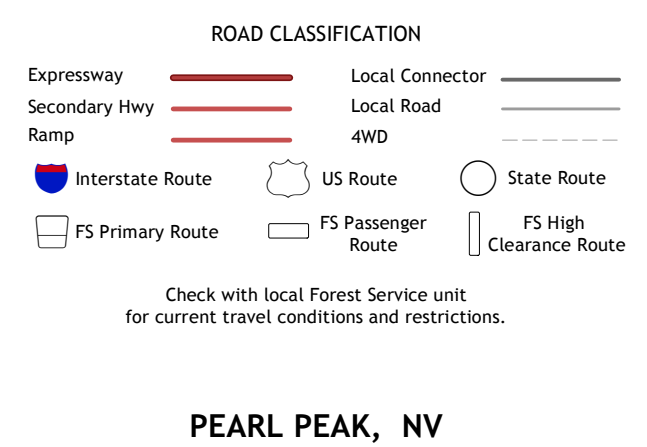 ROAD CLASSIFICATION
Expressway
Local Connector
Secondary Hwy
Local Road
Ramp
4WD
Interstate Route
US Route
State Route
FS Primary Route
FS Passenger
Route
FS High
Clearance Route
Check with local Forest Service unit
for current travel conditions and restrictions.
PEARL PEAK, NV